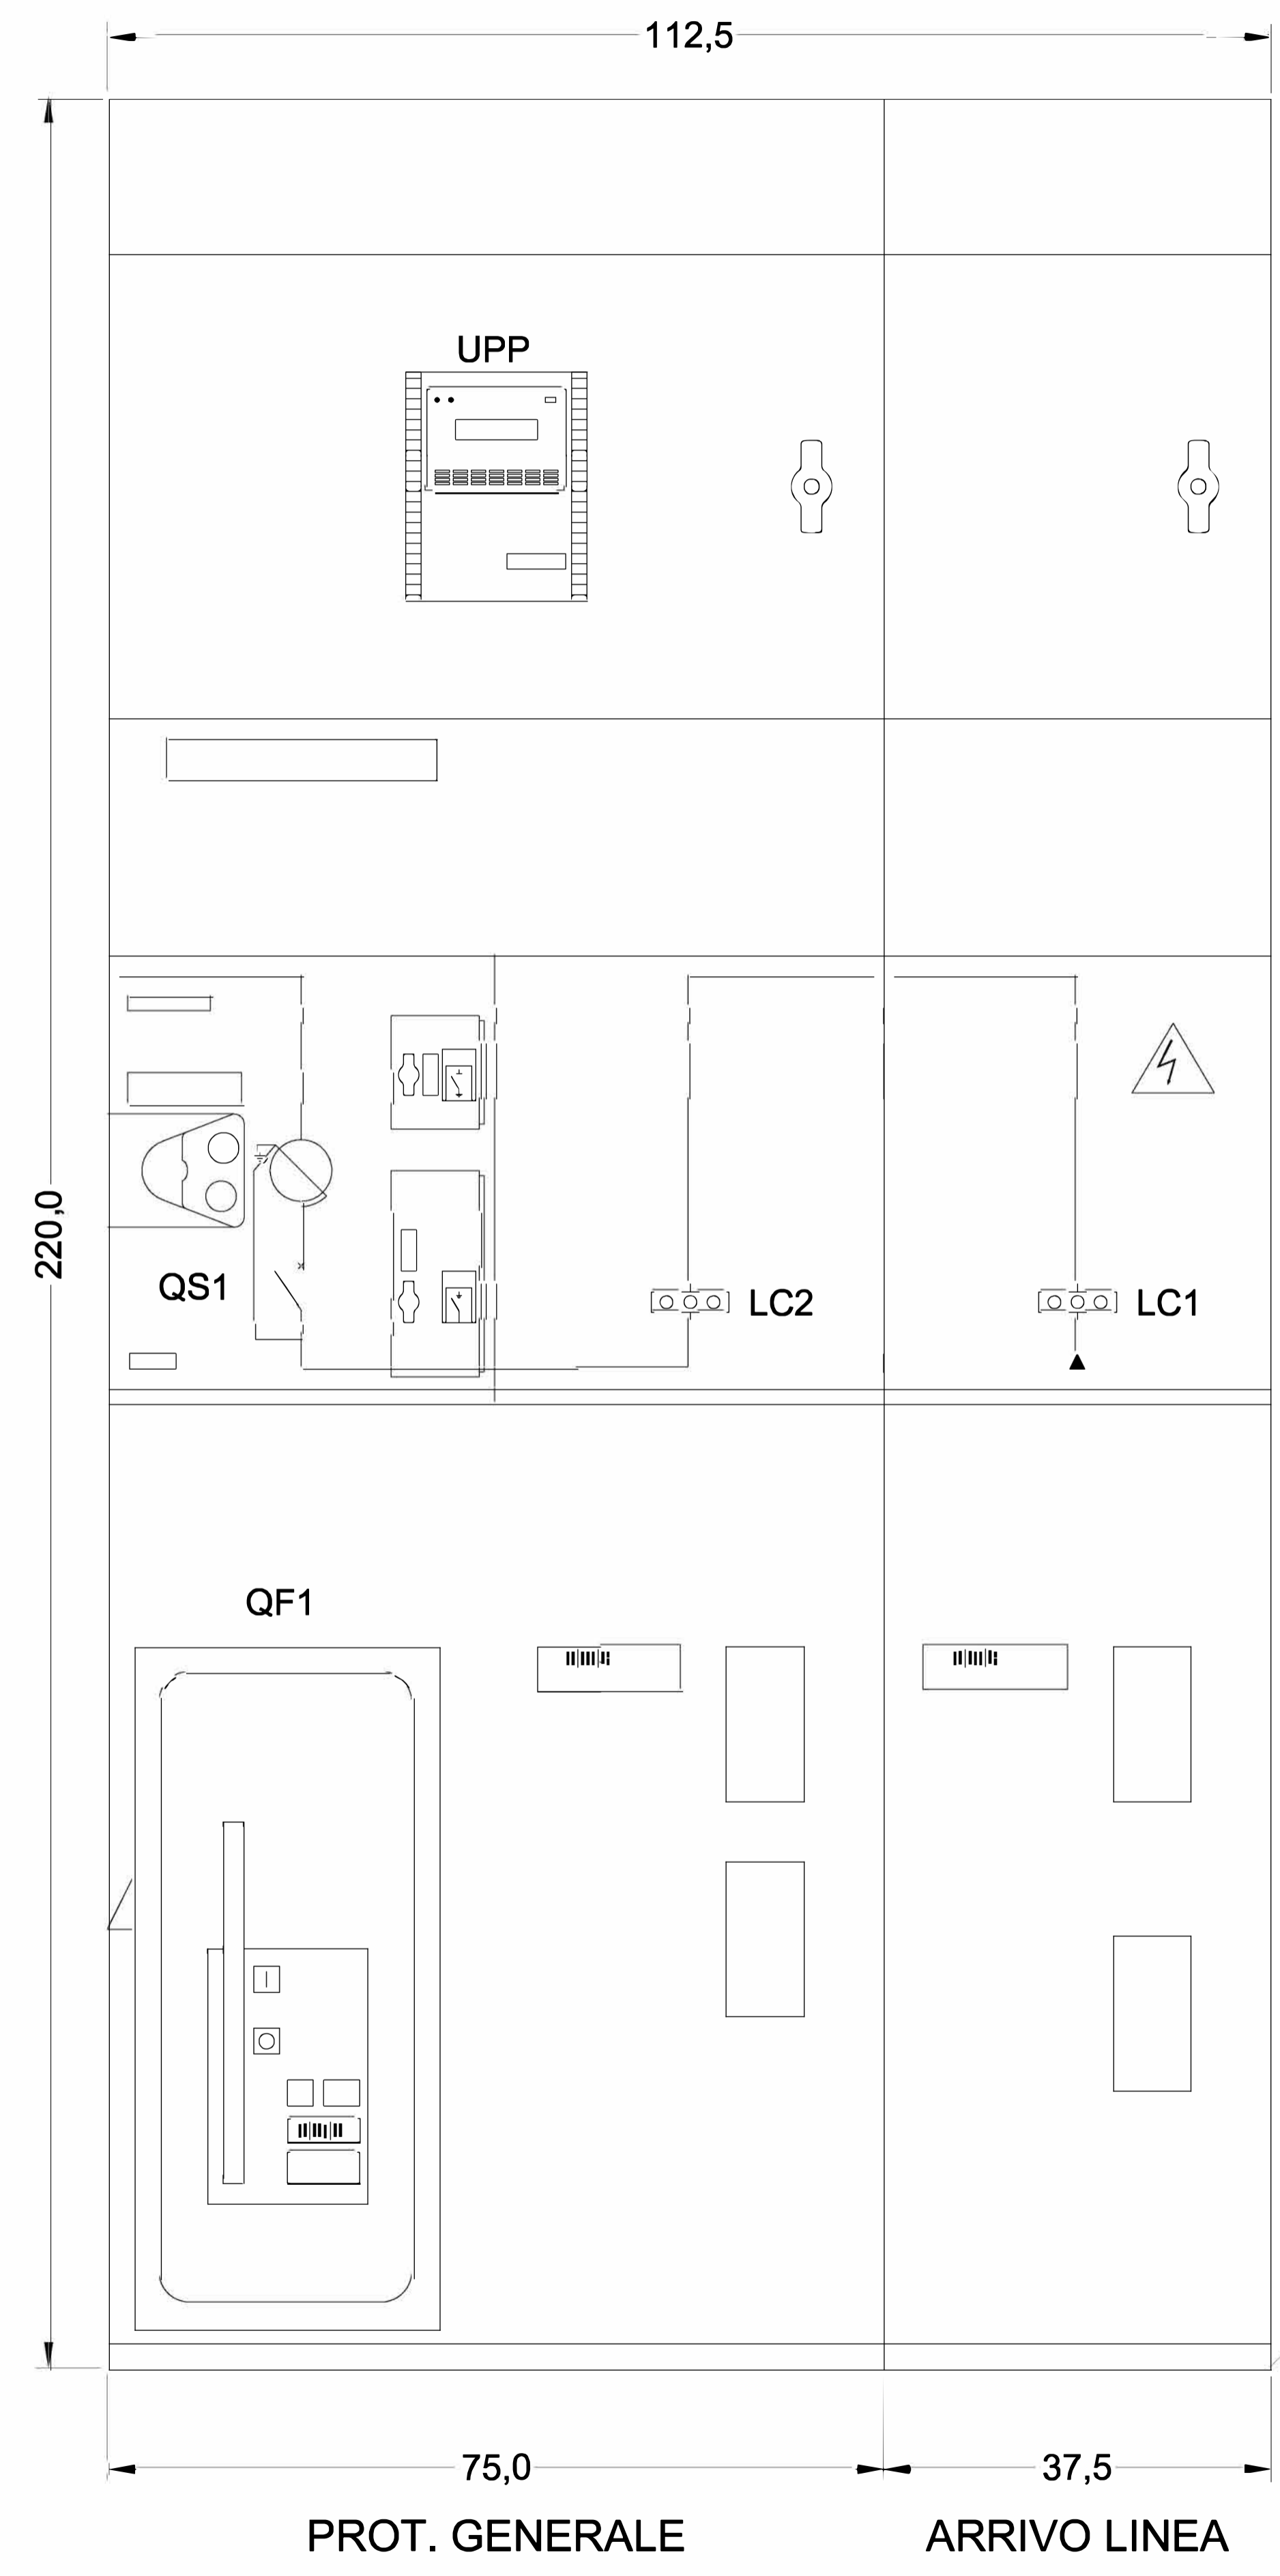 112,5
UPP
220,0
QS1
LC2
LC1
QF1
75,0
37,5
PROT. GENERALE
ARRIVO LINEA